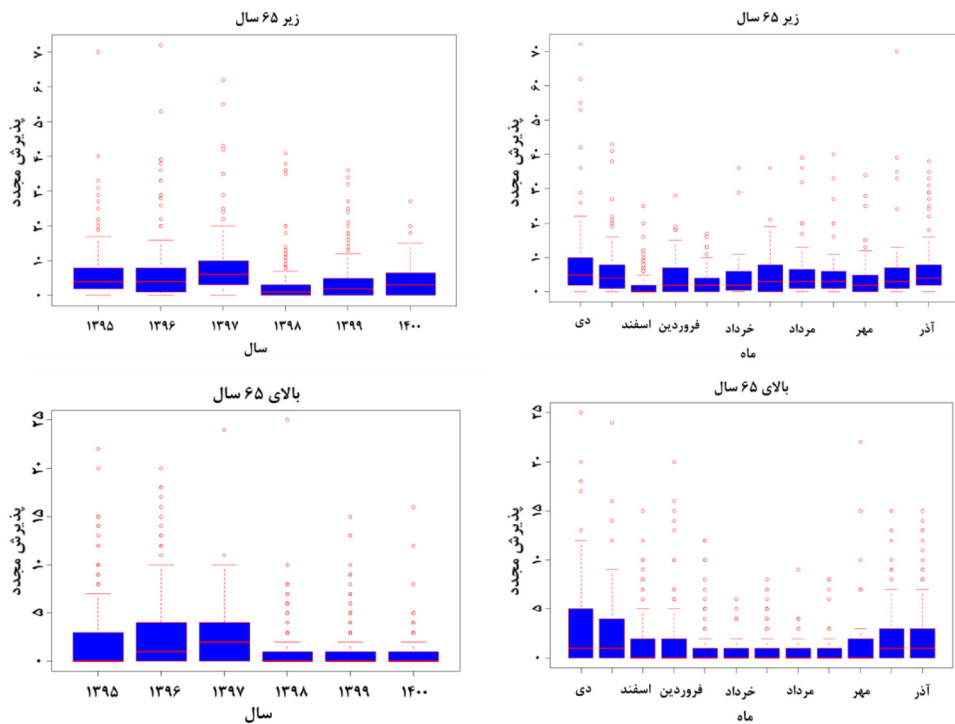 زیر ۶۵ سال
پذیرش مجدد
۷۰
۶۰
۵۰
۴۰
۳۰
۲۰
۱۰
۰
۱۳۹۵ ۱۳۹۶ ۱۳۹۷ ۱۳۹۸ ۱۳۹۹ ۱۴۰۰
سال
زیر ۶۵ سال
پذیرش مجدد
۷۰
۶۰
۵۰
۴۰
۳۰
۲۰
۱۰
۰
دی اسفند فروردین خرداد مرداد مهر آذر
ماه
بالای ۶۵ سال
پذیرش مجدد
۲۵
۲۰
۱۵
۱۰
۵
۰
۱۳۹۵ ۱۳۹۶ ۱۳۹۷ ۱۳۹۸ ۱۳۹۹ ۱۴۰۰
سال
بالای ۶۵ سال
پذیرش مجدد
۲۵
۲۰
۱۵
۱۰
۵
۰
دی اسفند فروردین خرداد مرداد مهر آذر
ماه